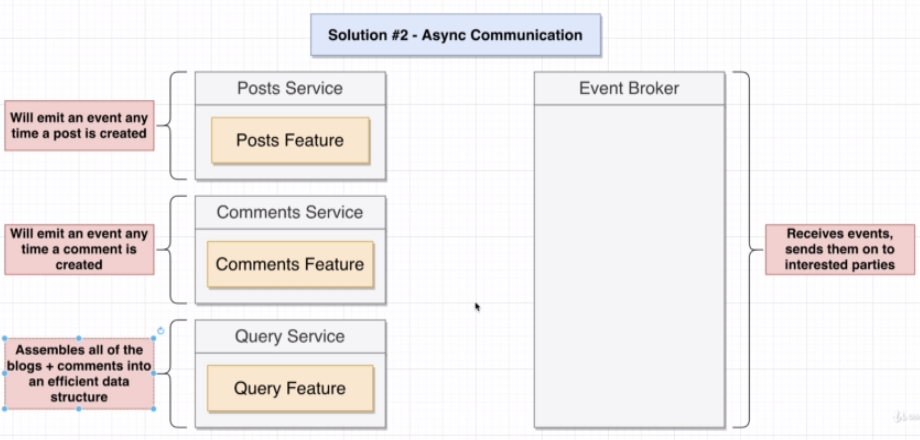 Solution #2 - Async Communication
Posts Service
Event Broker
Will emit an event any
time a post is created
Posts Feature
Comments Service
Will emit an event any
time a comment is
created
Comments Feature
Receives events,
sends them on to
interested parties
Query Service
Assembles all of the
blogs + comments into
an efficient data
structure
Query Feature